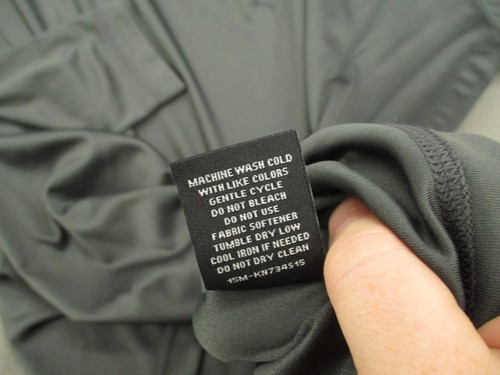 MACHINE WASH COLD
WITH LIKE COLORS
GENTLE CYCLE
DO NOT BLEACH
DO NOT USE
FABRIC SOFTENER
TUMBLE DRY LOW
COOL IRON IF NEEDED
DO NOT DRY CLEAN
15M-KN734515